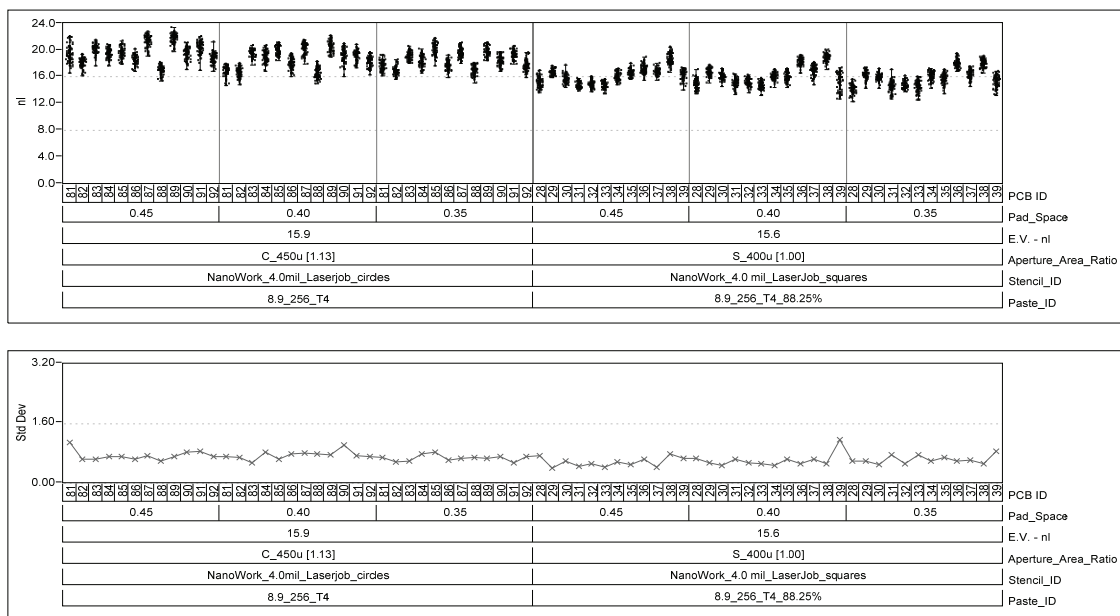 24.0
20.0
16.0
12.0
8.0
4.0
0.0
nl
81 82 83 84 85 86 87 88 89 90 91 92 81 82 83 84 85 86 87 88 89 90 91 92 81 82 83 84 85 86 87 88 89 90 91 92 28 29 30 31 32 33 34 35 36 37 38 39 28 29 30 31 32 33 34 35 36 37 38 39 28 29 30 31 32 33 34 35 36 37 38 39 PCB ID
0.45 0.40 0.35 0.45 0.40 0.35 Pad_Space
15.9 15.6 E.V. - nl
C_450u [1.13] S_400u [1.00] Aperture_Area_Ratio
NanoWork_4.0mil_Laserjob_circles NanoWork_4.0 mil_LaserJob_squares Stencil_ID
8.9_256_T4 8.9_256_T4_88.25% Paste_ID
3.20
1.60
0.00
Std Dev
81 82 83 84 85 86 87 88 89 90 91 92 81 82 83 84 85 86 87 88 89 90 91 92 81 82 83 84 85 86 87 88 89 90 91 92 28 29 30 31 32 33 34 35 36 37 38 39 28 29 30 31 32 33 34 35 36 37 38 39 28 29 30 31 32 33 34 35 36 37 38 39 PCB ID
0.45 0.40 0.35 0.45 0.40 0.35 Pad_Space
15.9 15.6 E.V. - nl
C_450u [1.13] S_400u [1.00] Aperture_Area_Ratio
NanoWork_4.0mil_Laserjob_circles NanoWork_4.0 mil_LaserJob_squares Stencil_ID
8.9_256_T4 8.9_256_T4_88.25% Paste_ID